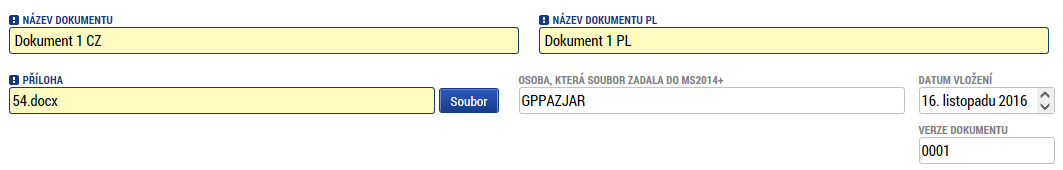 NÁZEV DOKUMENTU
NÁZEV DOKUMENTU PL
Dokument 1 CZ
Dokument 1 PL
PŘÍLOHA
OSOBA, KTERÁ SOUBOR ZADALA DO MS2014+
DATUM VLOŽENÍ
54.docx
Soubor
GPPAZJAR
16. listopadu 2016
VERZE DOKUMENTU
0001